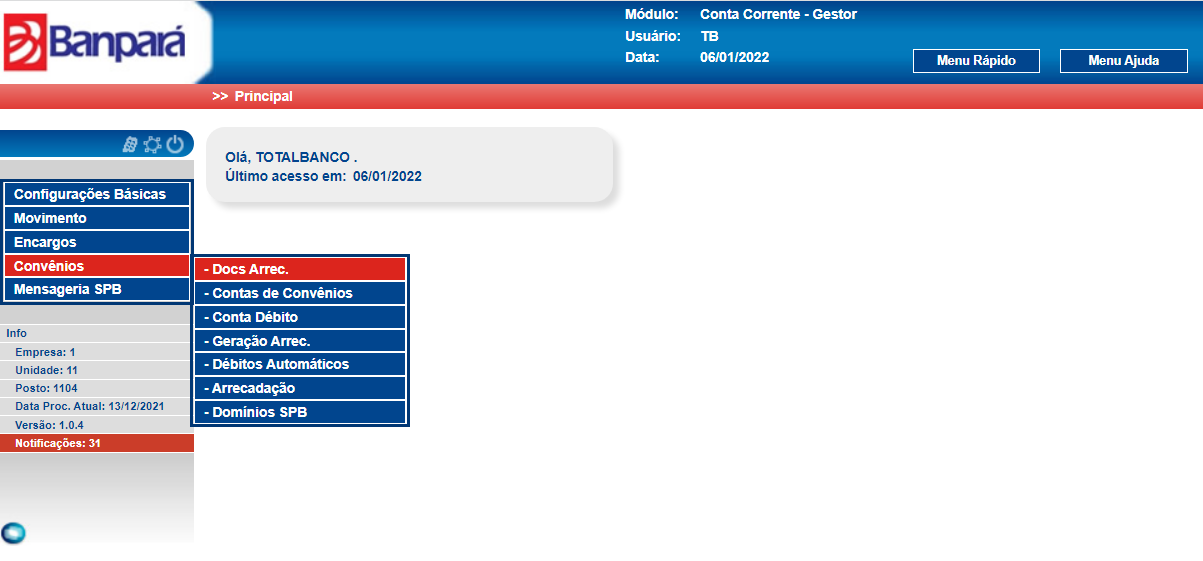 Banpará
Módulo: Conta Corrente - Gestor
Usuário: TB
Data: 06/01/2022
Menu Rápido
Menu Ajuda
>> Principal
Olá, TOTALBANCO .
Último acesso em: 06/01/2022
Configurações Básicas
Movimento
Encargos
Convênios
Mensageria SPB
- Docs Arrec.
- Contas de Convênios
- Conta Débito
- Geração Arrec.
- Débitos Automáticos
- Arrecadação
- Domínios SPB
Info
Empresa: 1
Unidade: 11
Posto: 1104
Data Proc. Atual: 13/12/2021
Versão: 1.0.4
Notificações: 31